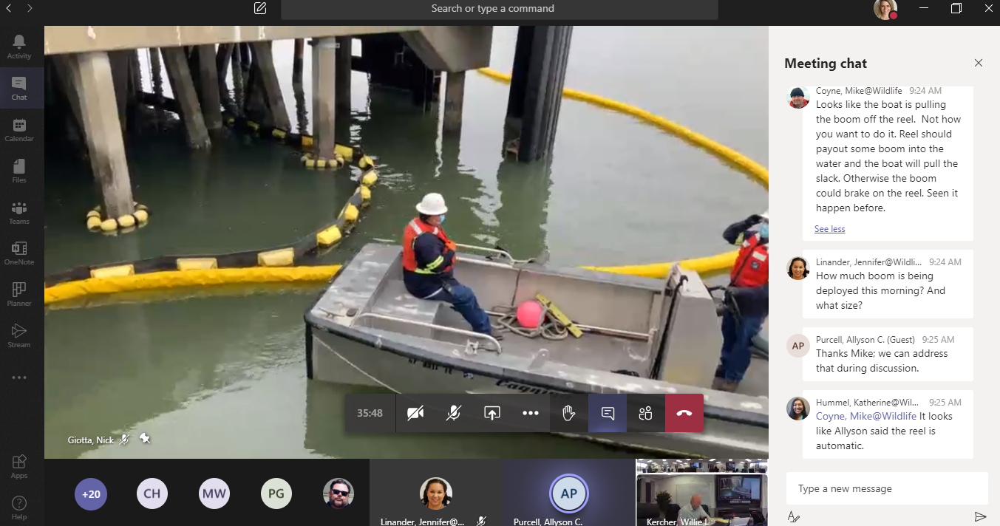 Search or type a command
Activity
Chat
Calendar
Files
Teams
OneNote
Planner
Stream
Apps
Help
35:48
Giotta, Nick
+20
CH
MW
PG
Linander, Jennifer@...
AP
Purcell, Allyson C.
Kercher, Willie L
Meeting chat
Coyne, Mike@Wildlife 9:24 AM
Looks like the boat is pulling
the boom off the reel. Not how
you want to do it. Reel should
payout some boom into the
water and the boat will pull the
slack. Otherwise the boom
could brake on the reel. Seen it
happen before.
See less
Linander, Jennifer@Wildli... 9:24 AM
How much boom is being
deployed this morning? And
what size?
AP
Purcell, Allyson C. (Guest) 9:25 AM
Thanks Mike; we can address
that during discussion.
Hummel, Katherine@Wil... 9:25 AM
Coyne, Mike@Wildlife It looks
like Allyson said the reel is
automatic.
Type a new message